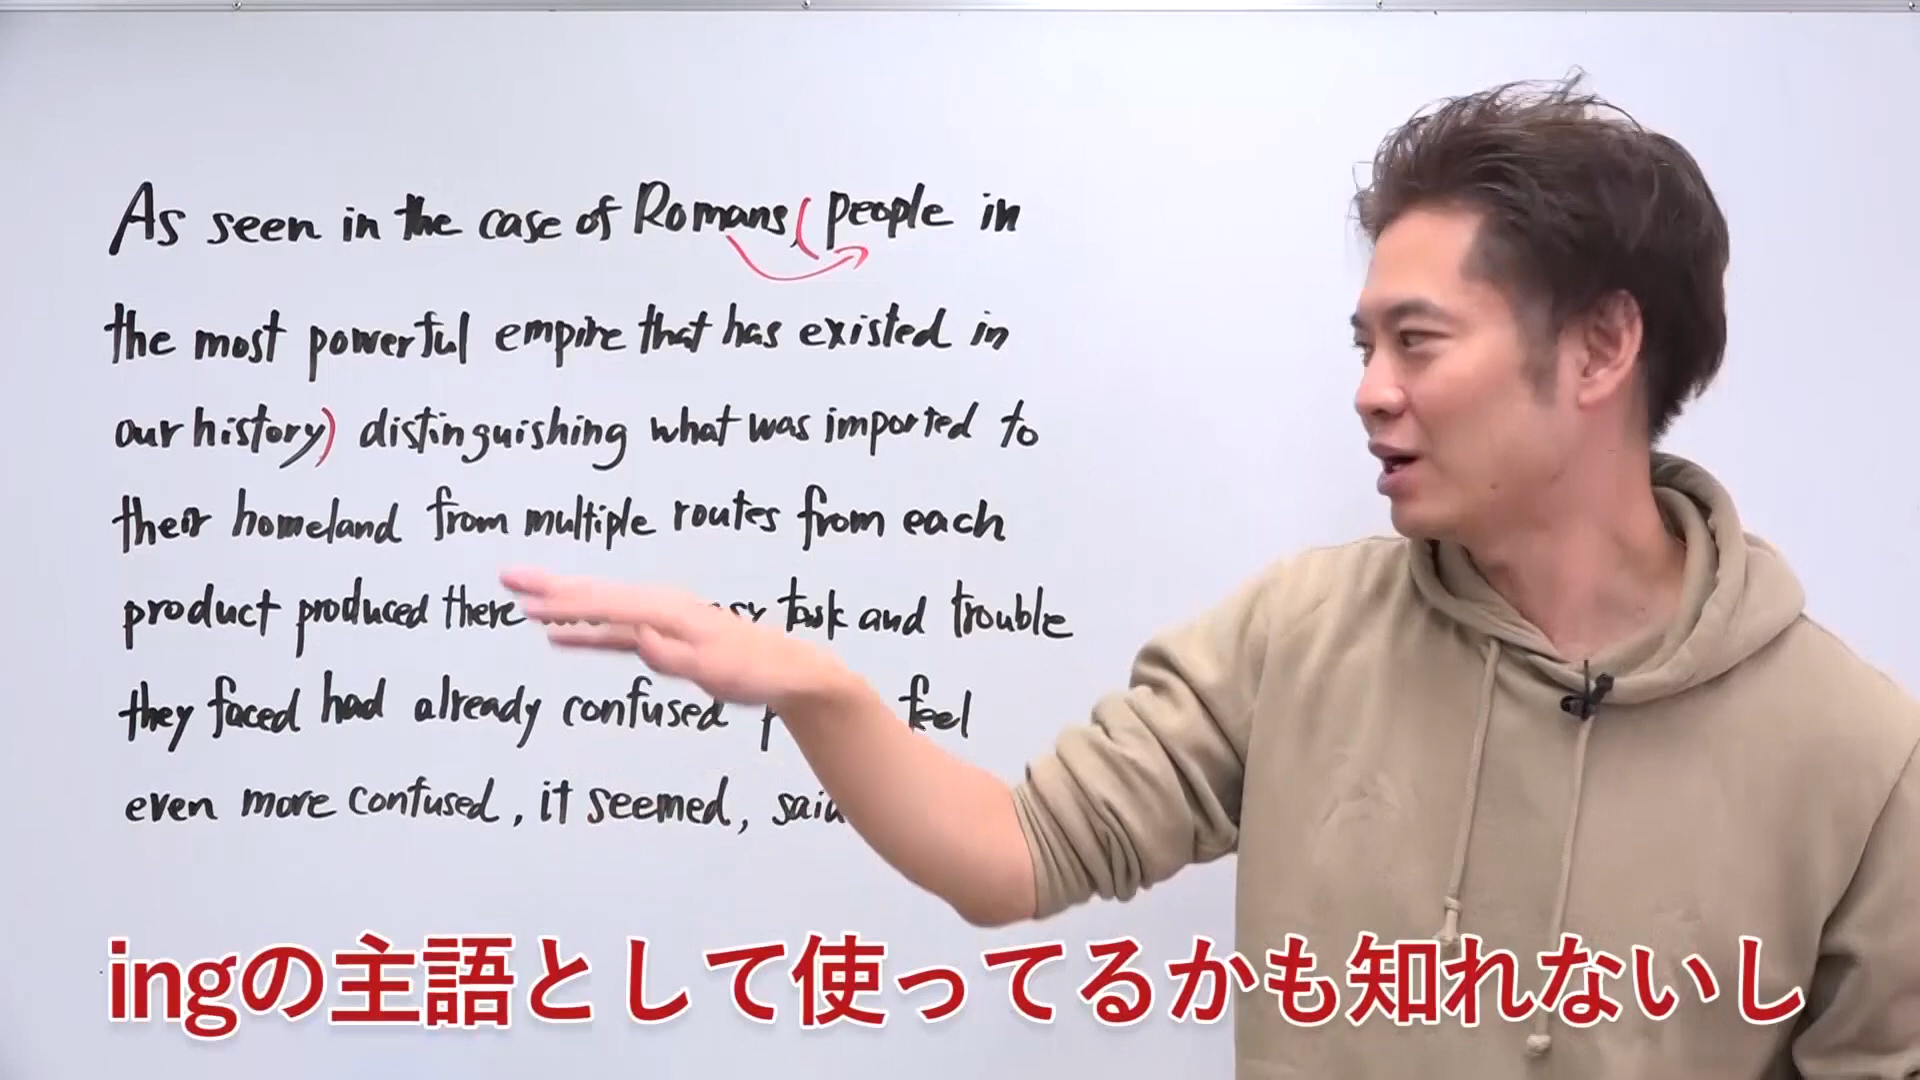 As seen in the case of Romans, (people in
the most powerful empire that has existed in
our history) distinguishing what was imported to
their homeland from multiple routes from each
product produced there task and trouble
they faced had already confused feel
even more confused, it seemed, said
ingの主語として使ってるかも知れないし